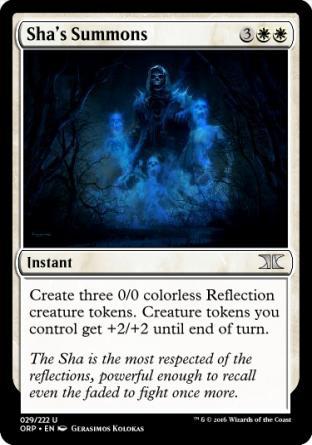 Sha's Summons 3
Instant
Create three 0/0 colorless Reflection
creature tokens. Creature tokens you
control get +2/+2 until end of turn.
The Sha is the most respected of the
reflections, powerful enough to recall
even the faded to fight once more.
029/222 U
ORP • EN Gerasimos Kolokas
™ & © 2016 Wizards of the Coast